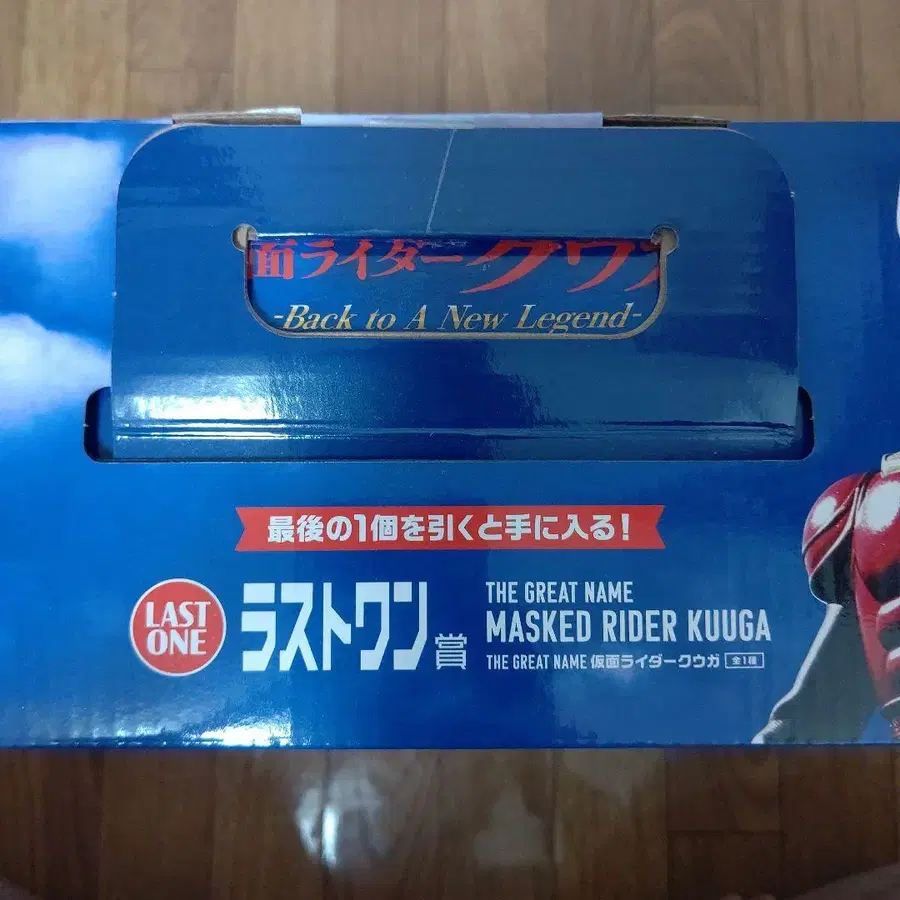 面ライダークウガ
-Back to A New Legend-
最後の1個を引くと手に入る!
LAST
ONE
ラストワン賞
THE GREAT NAME
MASKED RIDER KUUGA
THE GREAT NAME 仮面ライダークウガ 全1種